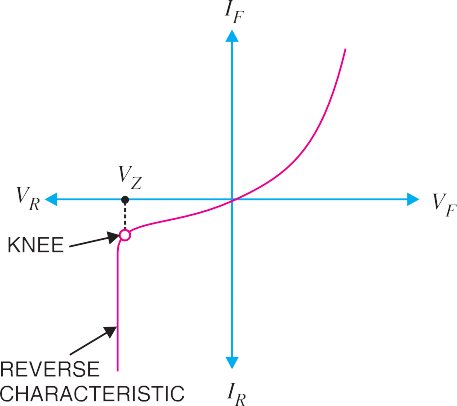 I_F
V_Z
V_R
V_F
KNEE
REVERSE
CHARACTERISTIC
I_R